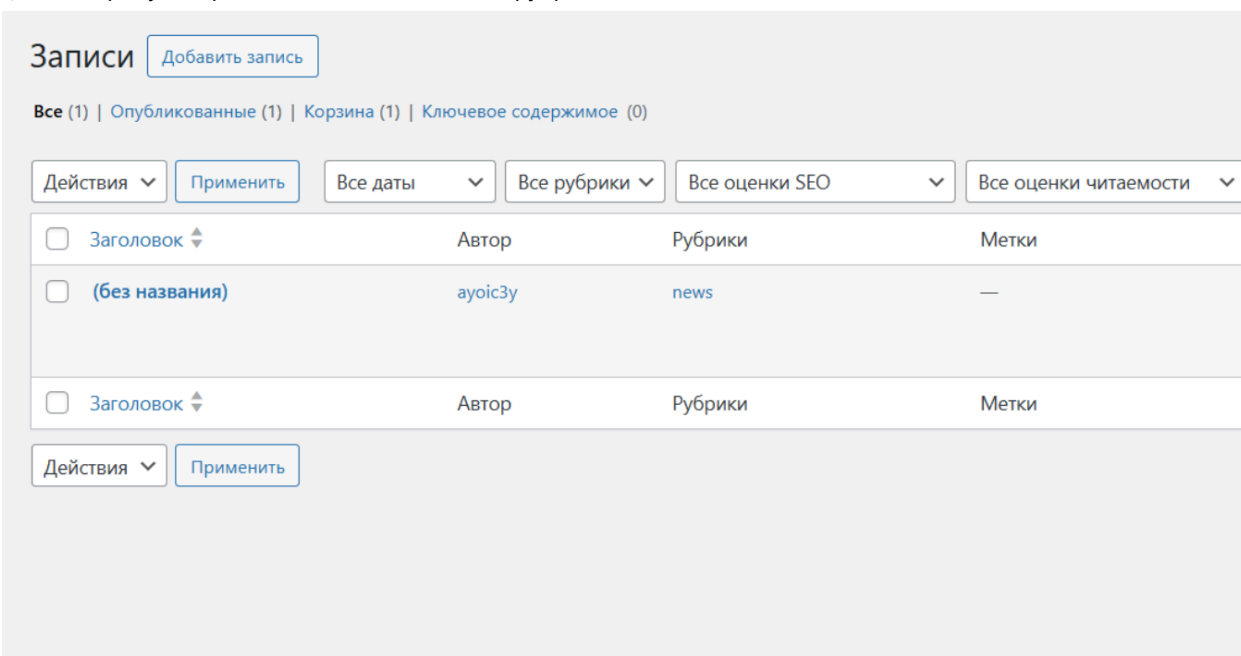 Записи Добавить запись
Все (1) | Опубликованные (1) | Корзина (1) | Ключевое содержимое (0)
Действия Применить Все даты Все рубрики Все оценки SEO Все оценки читаемости
Заголовок Автор Рубрики Метки
(без названия) ayoic3y news —
Заголовок Автор Рубрики Метки
Действия Применить